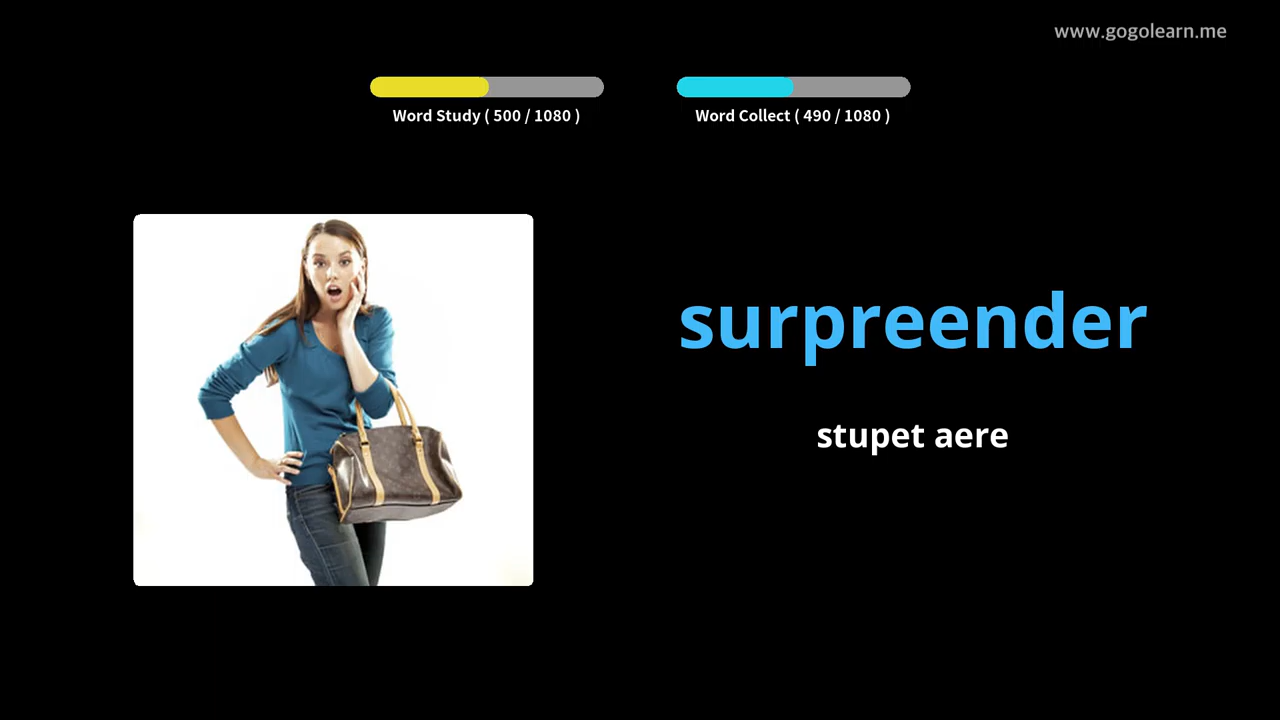 www.gogolearn.me
Word Study ( 500 / 1080 )
Word Collect ( 490 / 1080 )
surpreender
stupet aere